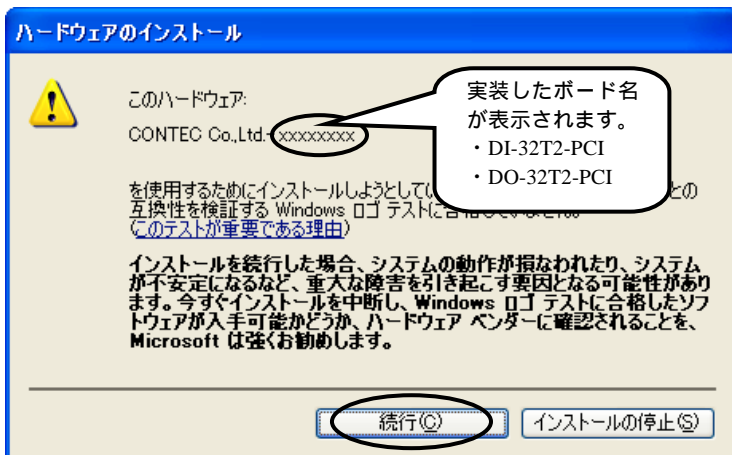 ハードウェアのインストール
このハードウェア:
CONTEC Co.,Ltd.-xxxxxxxx
実装したボード名
が表示されます。
・DI-32T2-PCI
・DO-32T2-PCI
を使用するためにインストールしようとしてい
との
互換性を検証する Windows ロゴ テストに合格していません。
(このテストが重要である理由)
インストールを続行した場合、システムの動作が損なわれたり、システム
が不安定になるなど、重大な障害を引き起こす要因となる可能性があり
ます。今すぐインストールを中断し、Windows ロゴ テストに合格したソフ
トウェアが入手可能かどうか、ハードウェア ベンダーに確認されることを、
Microsoft は強くお勧めします。
続行(C)
インストールの停止(S)